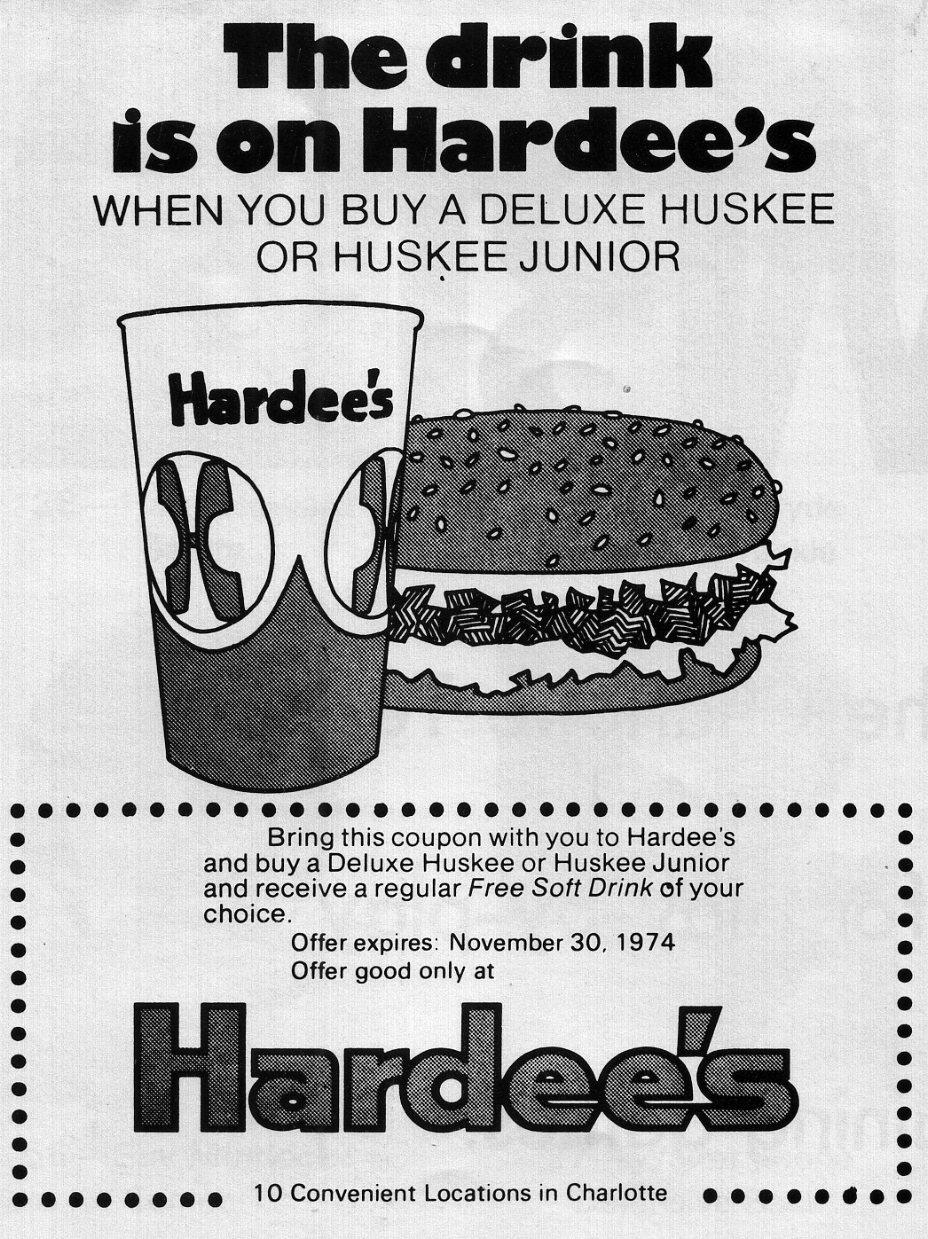 The drink
is on Hardee's
WHEN YOU BUY A DELUXE HUSKEE
OR HUSKEE JUNIOR
Hardee's
Bring this coupon with you to Hardee's
and buy a Deluxe Huskee or Huskee Junior
and receive a regular Free Soft Drink of your
choice.
Offer expires: November 30, 1974
Offer good only at
Hardee's
10 Convenient Locations in Charlotte